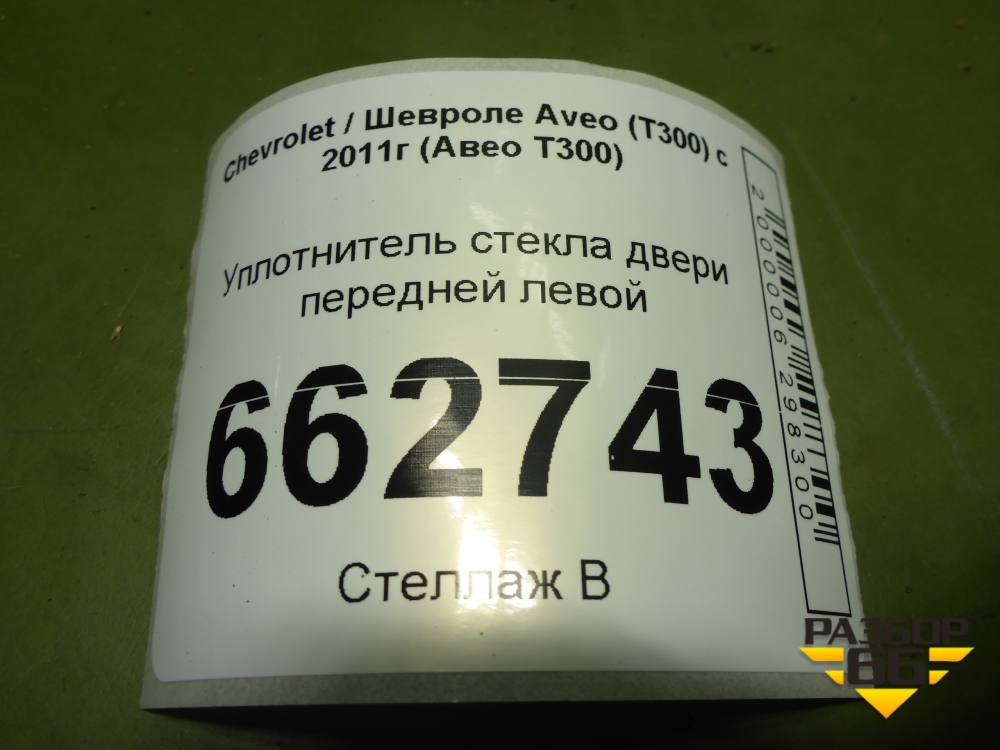 Chevrolet / Шевроле Aveo (T300) с
2011г (Авео Т300)
Уплотнитель стекла двери
передней левой
662743
Стеллаж В
2000006298300
РАЗБОР
66